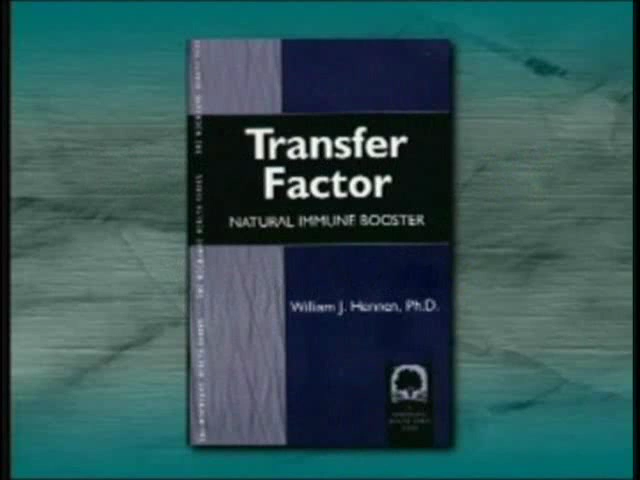 Transfer
Factor
NATURAL IMMUNE BOOSTER
William J. Hennen, Ph.D.